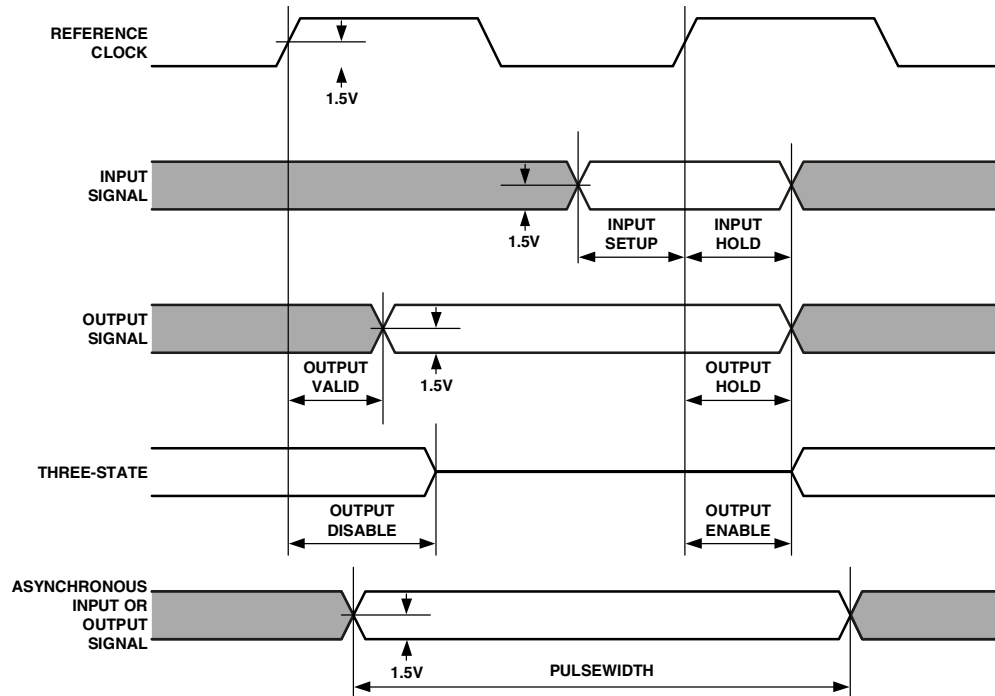 REFERENCE
CLOCK
1.5V
INPUT
SIGNAL
1.5V
INPUT
SETUP
INPUT
HOLD
OUTPUT
SIGNAL
OUTPUT
VALID
1.5V
OUTPUT
HOLD
THREE-STATE
OUTPUT
DISABLE
OUTPUT
ENABLE
ASYNCHRONOUS
INPUT OR
OUTPUT
SIGNAL
1.5V
PULSEWIDTH